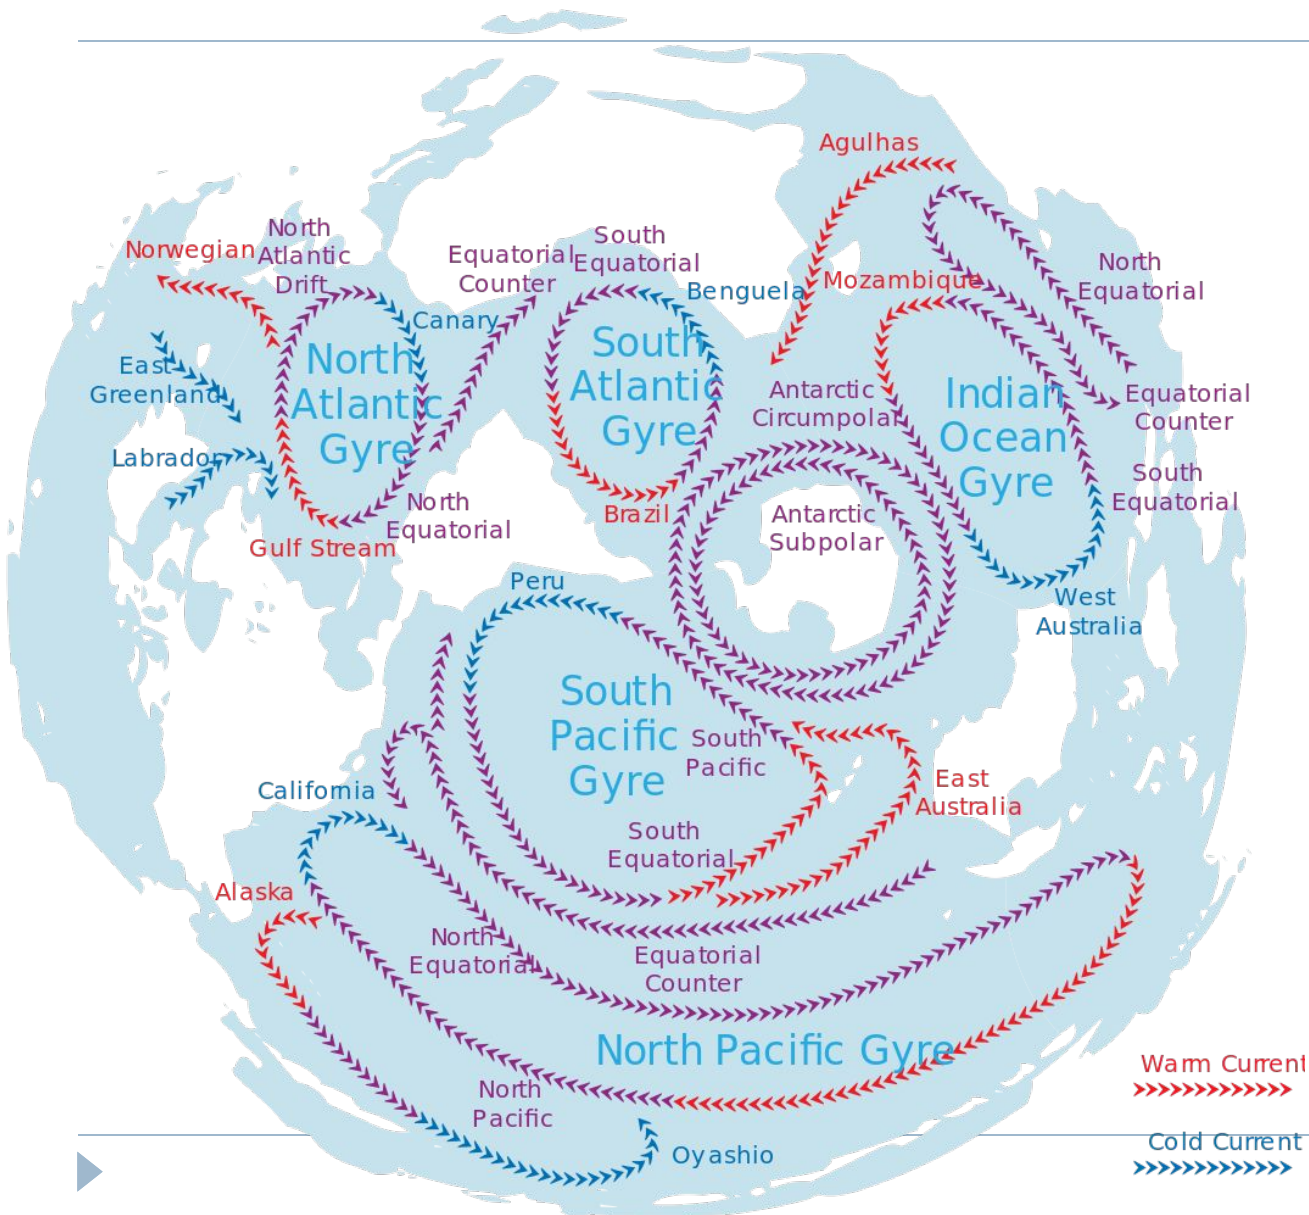 Agulhas
North
Atlantic
Drift
Norwegian
South
Equatorial
Equatorial
Counter
Benguela
Mozambique
North
Equatorial
Canary
East
Greenland
North
Atlantic
Gyre
South
Atlantic
Gyre
Antarctic
Circumpolar
Indian
Ocean
Gyre
Equatorial
Counter
Labrador
South
Equatorial
North
Equatorial
Brazil
Antarctic
Subpolar
Gulf Stream
Peru
West
Australia
South
Pacific
Gyre
South
Pacific
California
East
Australia
South
Equatorial
Alaska
North
Equatorial
Equatorial
Counter
North Pacific Gyre
Warm Current
North
Pacific
Oyashio
Cold Current